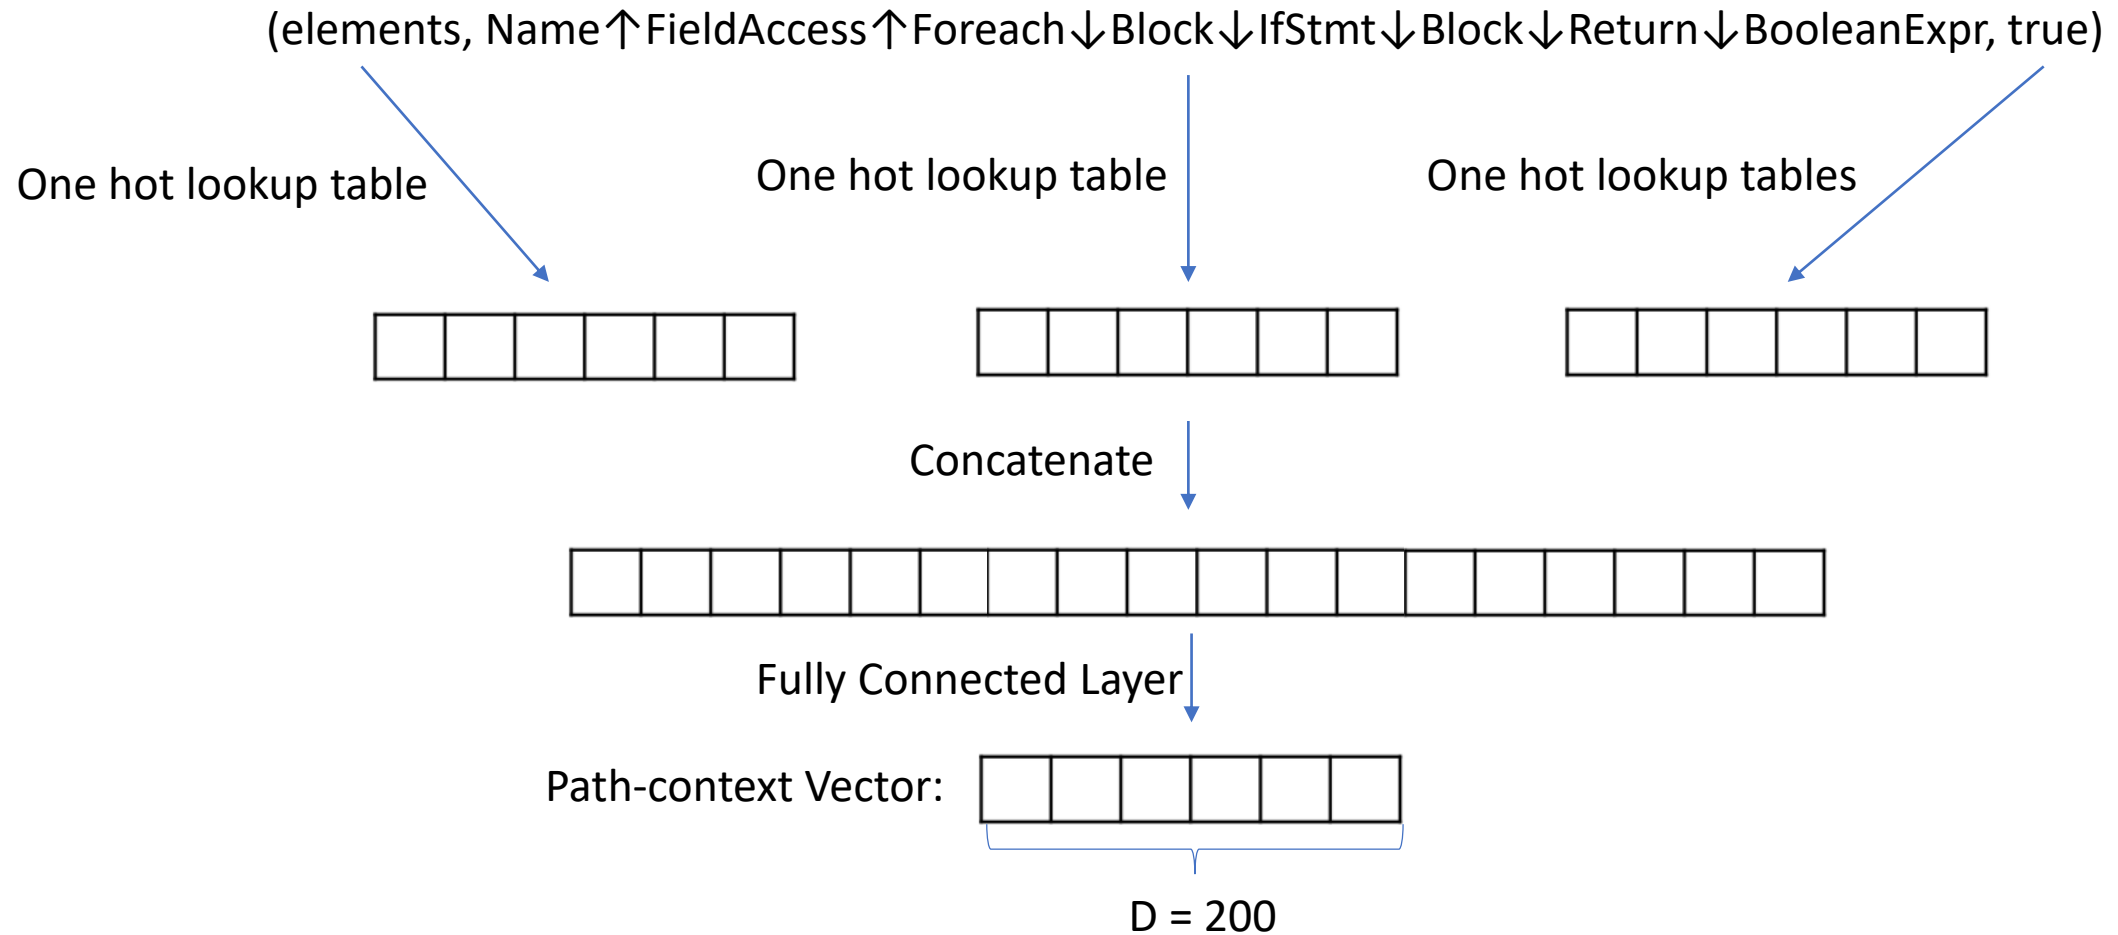 (elements, Name↑FieldAccess↑Foreach↓Block↓IfStmt↓Block↓Return↓BooleanExpr, true)
One hot lookup table
One hot lookup table
One hot lookup tables
Concatenate
Fully Connected Layer
Path-context Vector:
D = 200